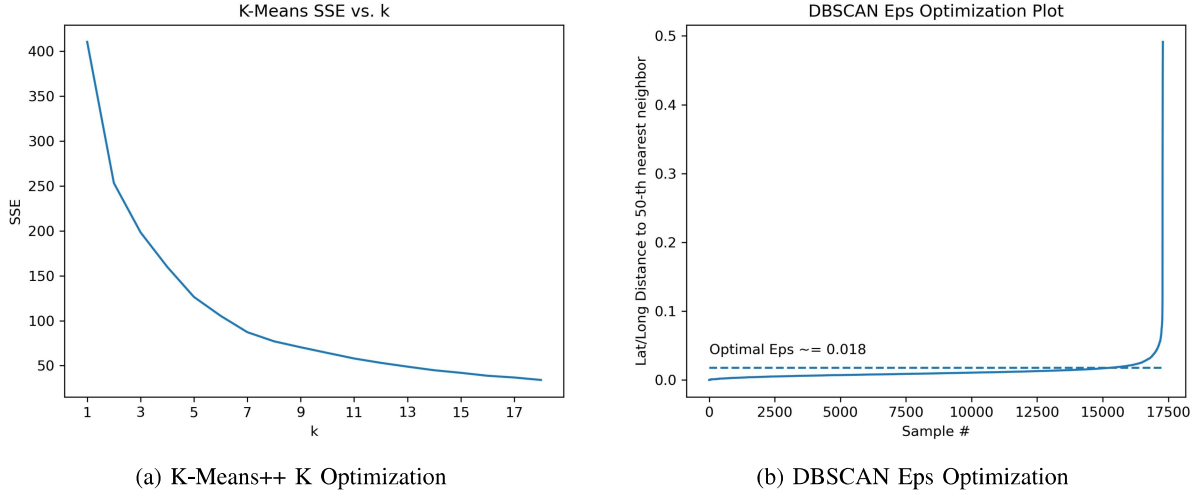 K-Means SSE vs. k
400
350
300
250
200
150
100
50
SSE
1 3 5 7 9 11 13 15 17
k
(a) K-Means++ K Optimization
DBSCAN Eps Optimization Plot
0.5
0.4
0.3
0.2
0.1
0.0
Lat/Long Distance to 50-th nearest neighbor
Optimal Eps ~= 0.018
0 2500 5000 7500 10000 12500 15000 17500
Sample #
(b) DBSCAN Eps Optimization